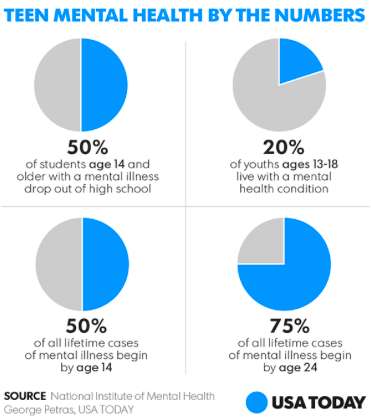 TEEN MENTAL HEALTH BY THE NUMBERS
50%
of students age 14 and
older with a mental illness
drop out of high school
20%
of youths ages 13-18
live with a mental
health condition
50%
of all lifetime cases
of mental illness begin
by age 14
75%
of all lifetime cases
of mental illness begin
by age 24
SOURCE National Institute of Mental Health
George Petras, USA TODAY
USA TODAY